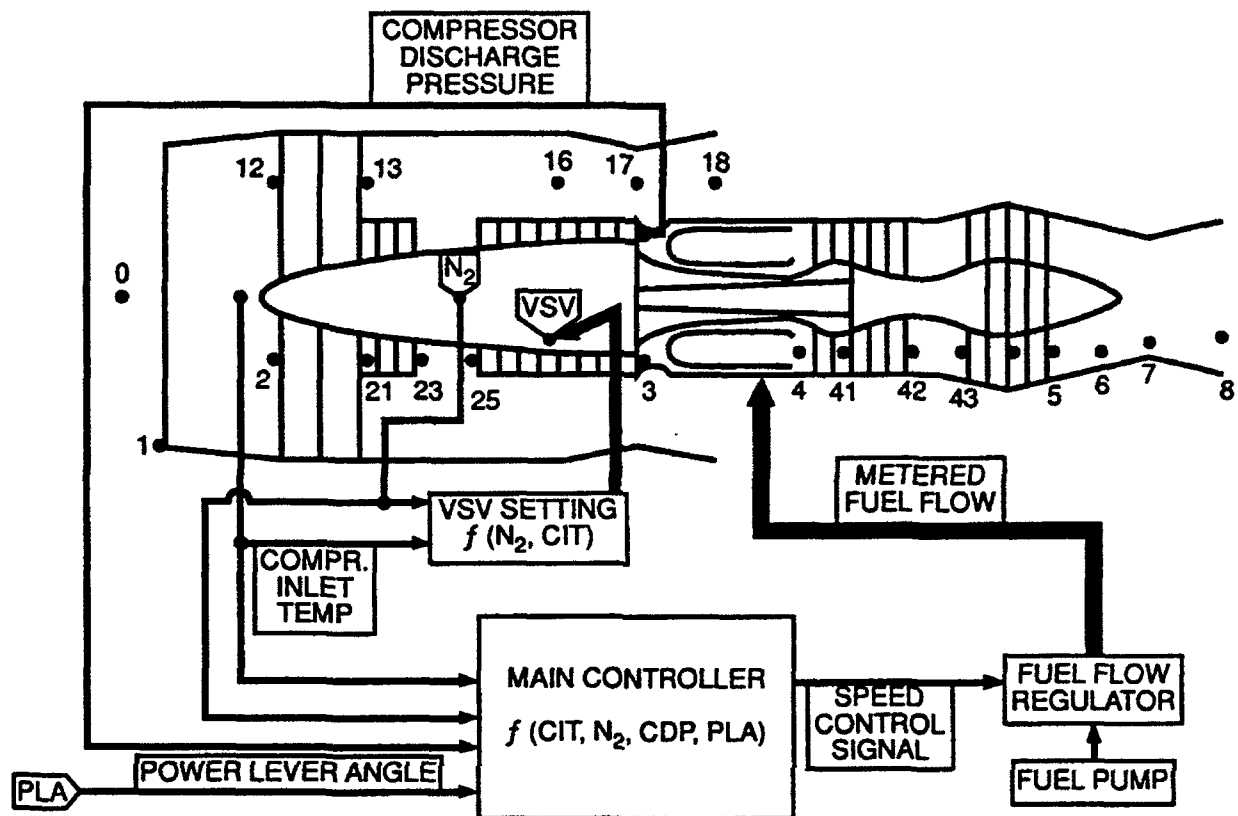 COMPRESSOR
DISCHARGE
PRESSURE
12
13
16
17
18
0
N2
VSV
2
21
23
25
3
4
41
42
43
5
6
7
8
1
VSV SETTING
f (N2, CIT)
METERED
FUEL FLOW
COMPR.
INLET
TEMP
MAIN CONTROLLER
f (CIT, N2, CDP, PLA)
SPEED
CONTROL
SIGNAL
FUEL FLOW
REGULATOR
FUEL PUMP
POWER LEVER ANGLE
PLA